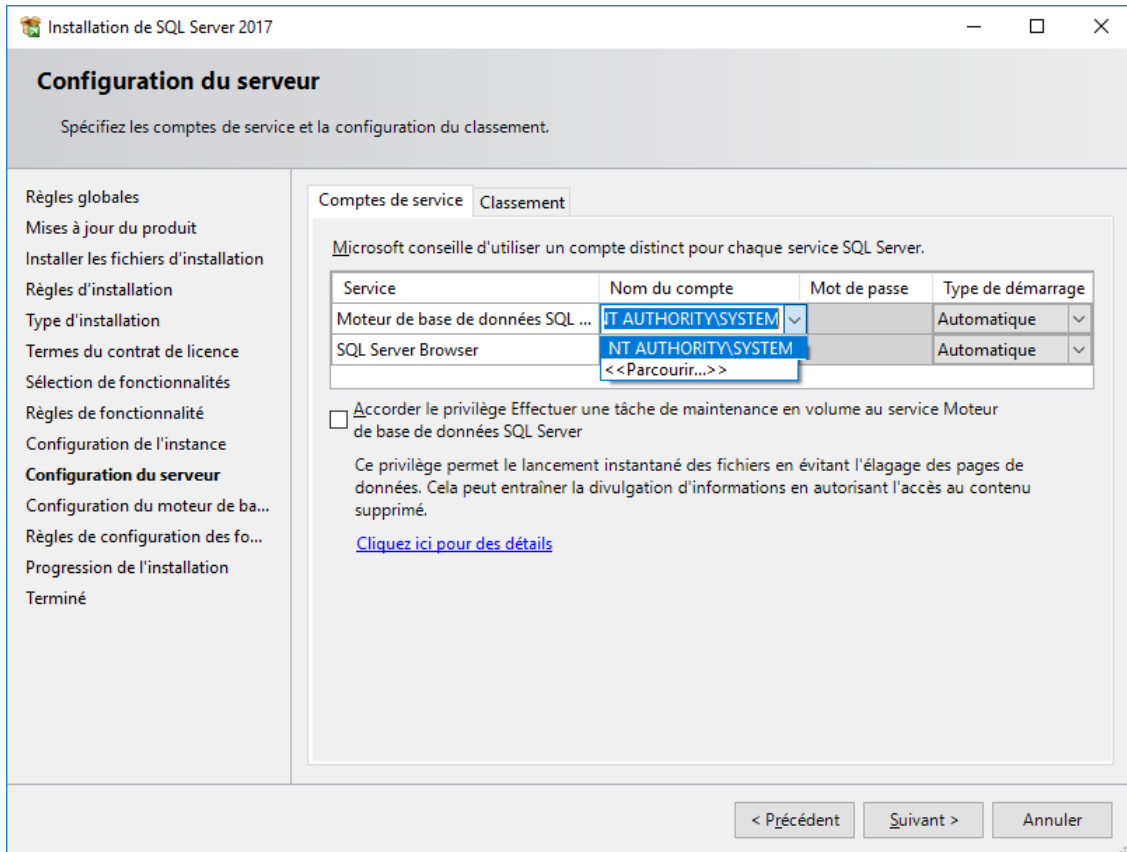 Installation de SQL Server 2017
Configuration du serveur
Spécifiez les comptes de service et la configuration du classement.
Règles globales
Mises à jour du produit
Installer les fichiers d'installation
Règles d'installation
Type d'installation
Termes du contrat de licence
Sélection de fonctionnalités
Règles de fonctionnalité
Configuration de l'instance
Configuration du serveur
Configuration du moteur de ba...
Règles de configuration des fo...
Progression de l'installation
Terminé
Comptes de service Classement
Microsoft conseille d'utiliser un compte distinct pour chaque service SQL Server.
Service Nom du compte Mot de passe Type de démarrage
Moteur de base de données SQL ... NT AUTHORITY\SYSTEM Automatique
SQL Server Browser NT AUTHORITY\SYSTEM Automatique
<<Parcourir...>>
Accorder le privilège Effectuer une tâche de maintenance en volume au service Moteur
de base de données SQL Server
Ce privilège permet le lancement instantané des fichiers en évitant l'élagage des pages de
données. Cela peut entraîner la divulgation d'informations en autorisant l'accès au contenu
supprimé.
Cliquez ici pour des détails
< Précédent Suivant > Annuler